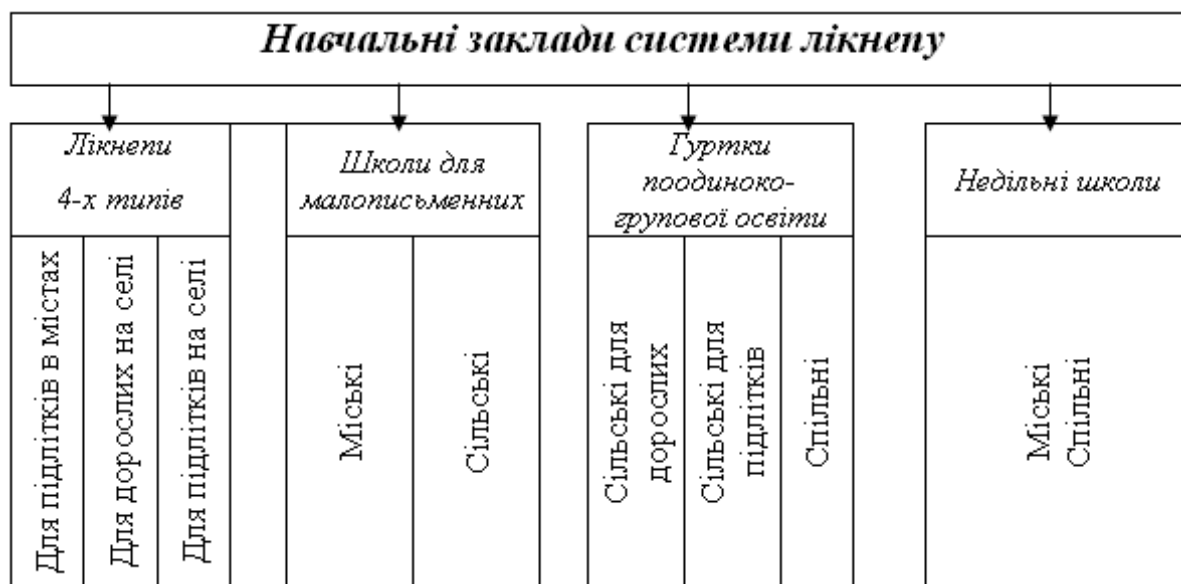 Навчальні заклади системи лікнепу
Лікнепи
4-х типів
Для підлітків в містах
Для дорослих на селі
Для підлітків на селі
Школи для
малописьменних
Міські
Сільські
Гуртки
поодиноко-
групової освіти
Сільські для
дорослих
Сільські для
підлітків
Спільні
Недільні школи
Міські
Спільні